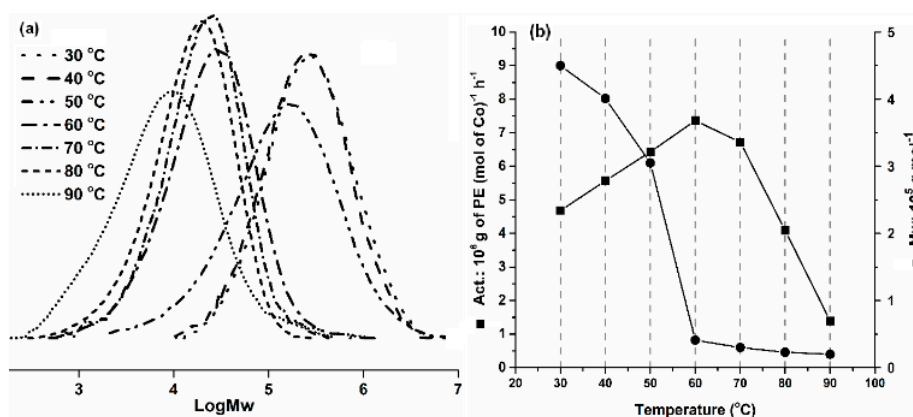 (a)
30 °C
40 °C
50 °C
60 °C
70 °C
80 °C
90 °C
3 4 5 6 7
LogMw
(b)
■ Act.: 10⁶ g of PE (mol of Co)⁻¹ h⁻¹
10
9
8
7
6
5
4
3
2
1
0
5
4
3
2
1
0
20 30 40 50 60 70 80 90 100
Temperature (°C)